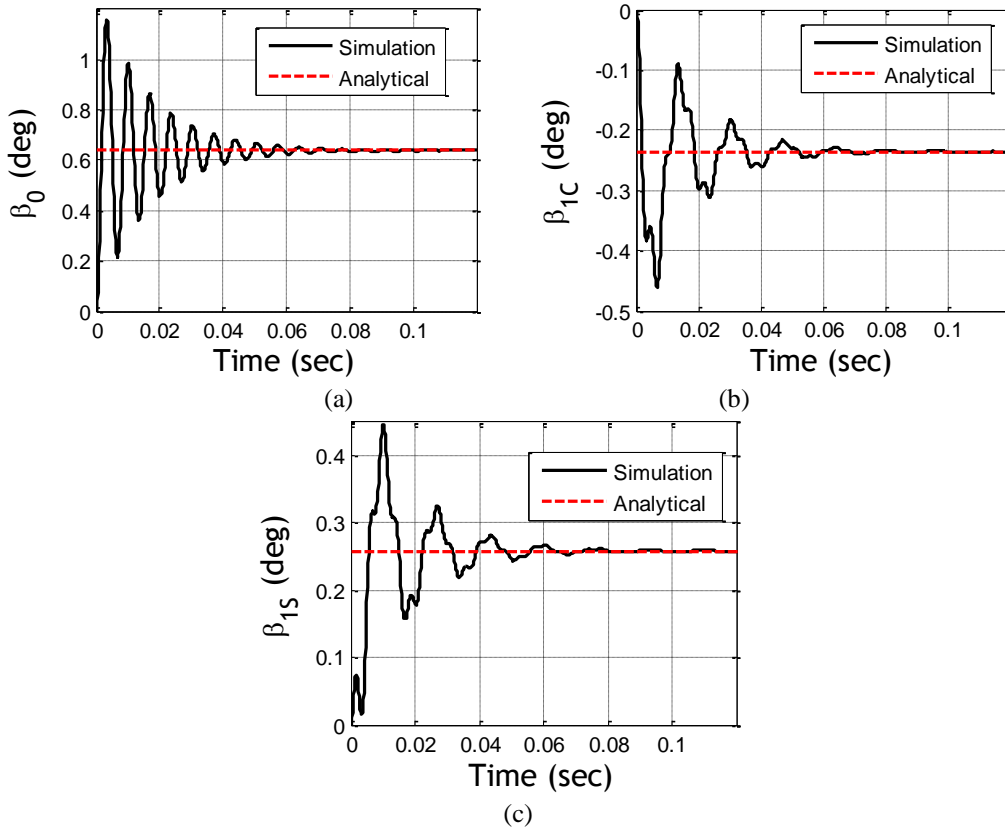 Simulation
Analytical
β0 (deg)
1
0.8
0.6
0.4
0.2
0
0 0.02 0.04 0.06 0.08 0.1
Time (sec)
(a)
Simulation
Analytical
β1C (deg)
0
-0.1
-0.2
-0.3
-0.4
-0.5
0 0.02 0.04 0.06 0.08 0.1
Time (sec)
(b)
Simulation
Analytical
β1S (deg)
0.4
0.3
0.2
0.1
0
0 0.02 0.04 0.06 0.08 0.1
Time (sec)
(c)